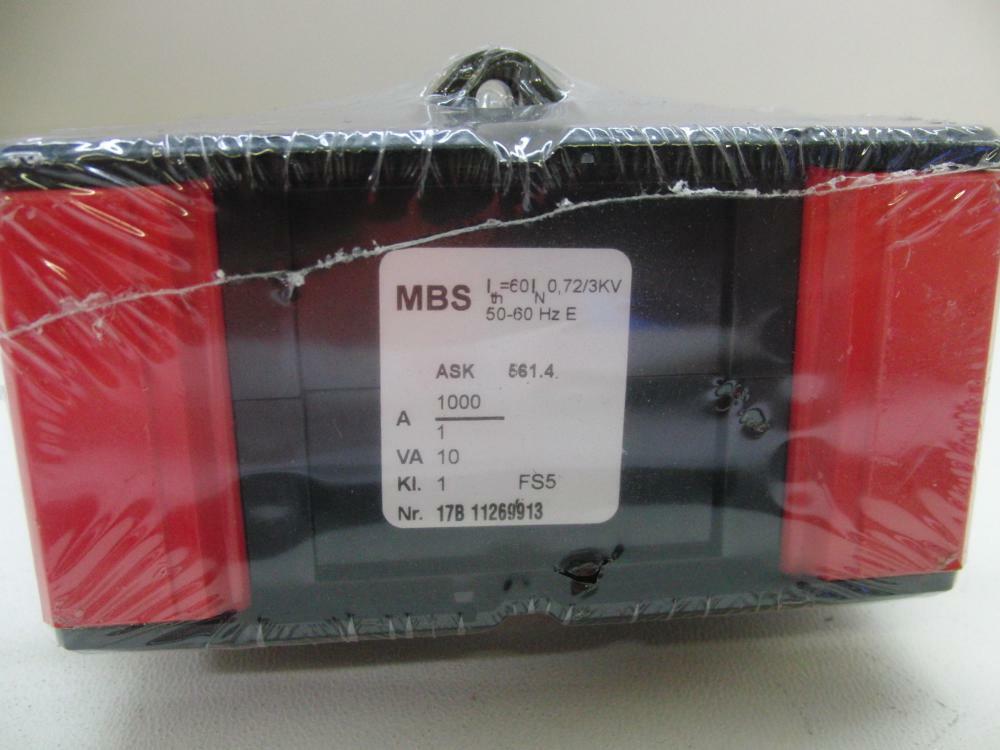 MBS Ith=60IN 0,72/3KV
50-60 Hz E
ASK 561.4
A 1000
1
VA 10
Kl. 1 FS5
Nr. 17B 11269913